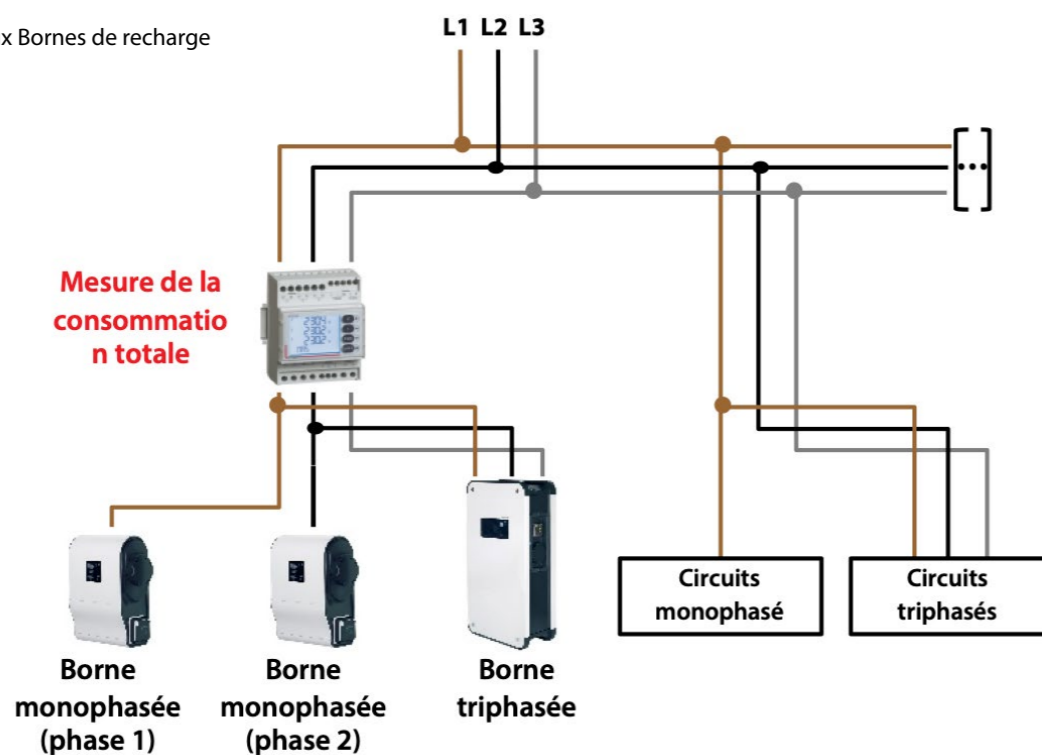 x Bornes de recharge
L1 L2 L3
Mesure de la
consommatio
n totale
Circuits
monophasé
Circuits
triphasés
Borne
monophasée
(phase 1)
Borne
monophasée
(phase 2)
Borne
triphasée